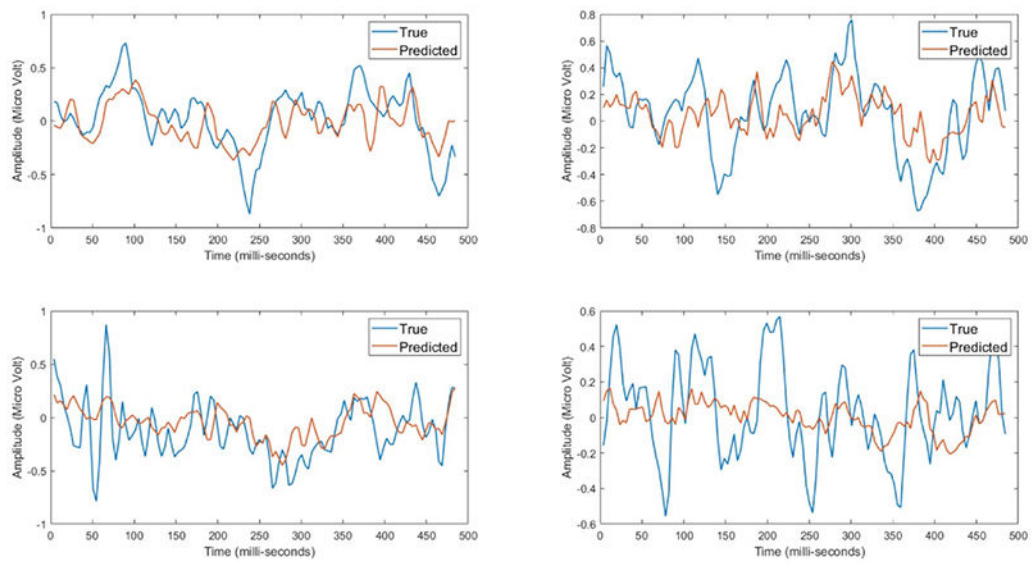 1
0.5
0
-0.5
-1
Amplitude (Micro Volt)
0 50 100 150 200 250 300 350 400 450 500
Time (milli-seconds)
True
Predicted
0.8
0.6
0.4
0.2
0
-0.2
-0.4
-0.6
-0.8
Amplitude (Micro Volt)
0 50 100 150 200 250 300 350 400 450 500
Time (milli-seconds)
True
Predicted
1
0.5
0
-0.5
-1
Amplitude (Micro Volt)
0 50 100 150 200 250 300 350 400 450 500
Time (milli-seconds)
True
Predicted
0.6
0.4
0.2
0
-0.2
-0.4
-0.6
Amplitude (Micro Volt)
0 50 100 150 200 250 300 350 400 450 500
Time (milli-seconds)
True
Predicted